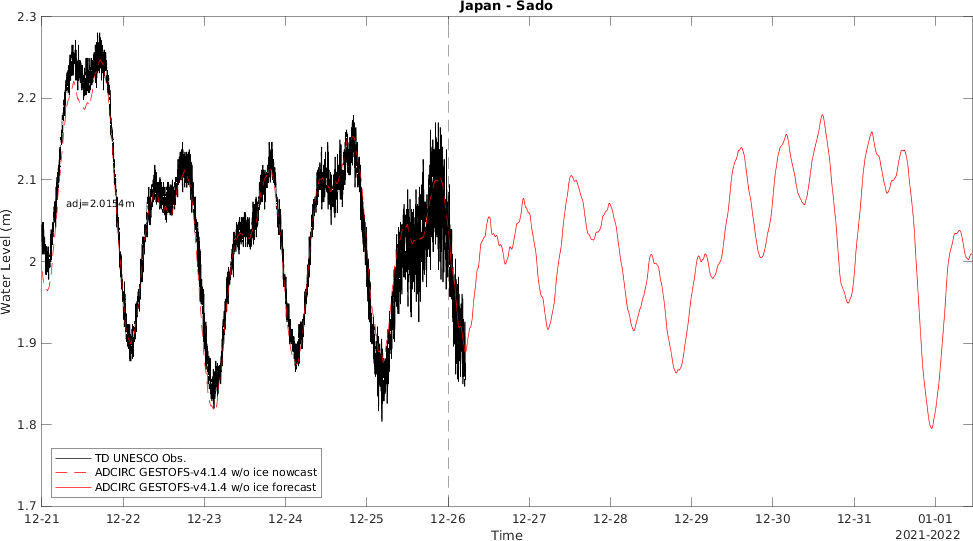 Japan - Sado
2.3
2.2
2.1
2
1.9
1.8
1.7
Water Level (m)
adj=2.0154m
TD UNESCO Obs.
ADCIRC GESTOFS-v4.1.4 w/o ice nowcast
ADCIRC GESTOFS-v4.1.4 w/o ice forecast
12-21 12-22 12-23 12-24 12-25 12-26 12-27 12-28 12-29 12-30 12-31 01-01
Time
2021-2022